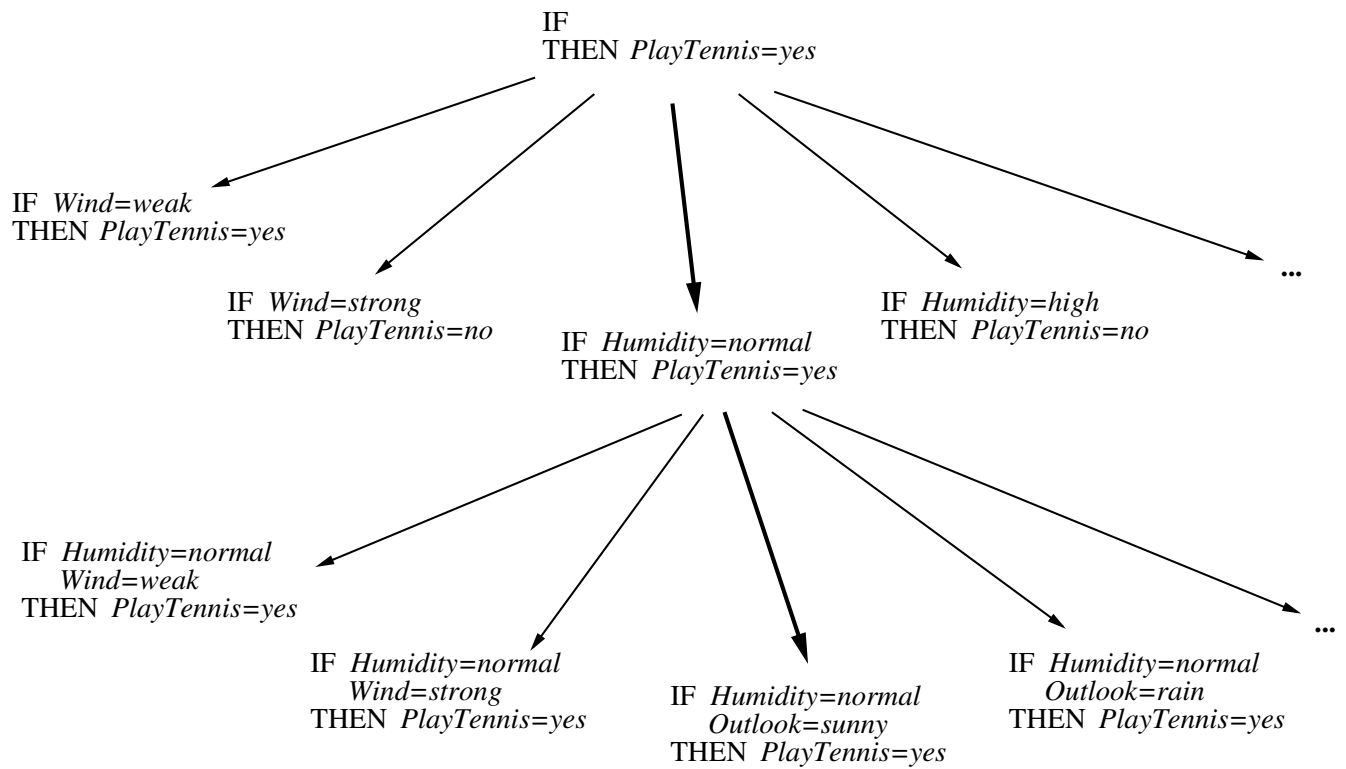 IF
THEN PlayTennis=yes
IF Wind=weak
THEN PlayTennis=yes
IF Wind=strong
THEN PlayTennis=no
IF Humidity=normal
THEN PlayTennis=yes
IF Humidity=high
THEN PlayTennis=no
...
IF Humidity=normal
Wind=weak
THEN PlayTennis=yes
IF Humidity=normal
Wind=strong
THEN PlayTennis=yes
IF Humidity=normal
Outlook=sunny
THEN PlayTennis=yes
IF Humidity=normal
Outlook=rain
THEN PlayTennis=yes
...